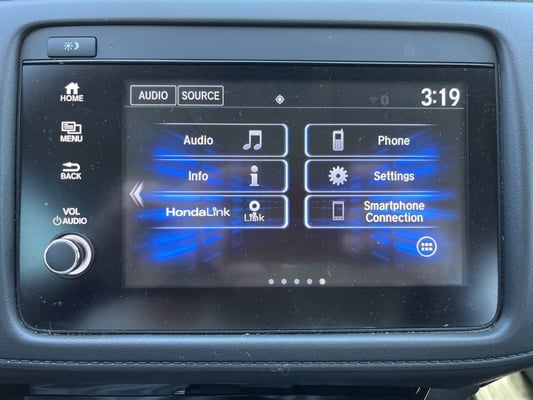 AUDIO SOURCE 3:19
HOME
MENU
BACK
VOL
AUDIO
Audio
Phone
Info
Settings
HondaLink
Link
Smartphone
Connection